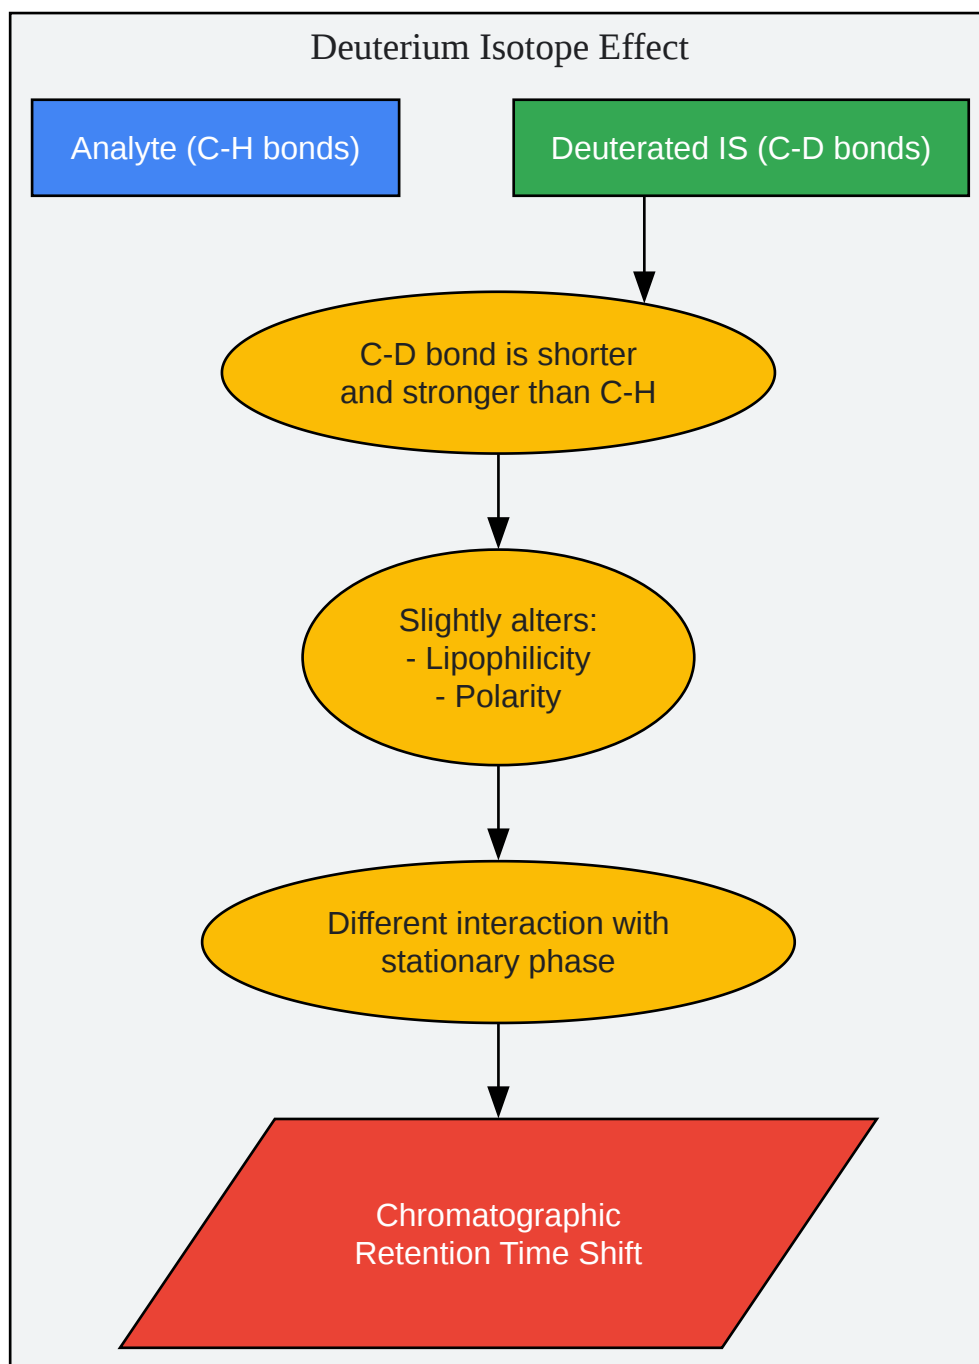 Deuterium Isotope Effect
Analyte (C-H bonds)
Deuterated IS (C-D bonds)
C-D bond is shorter
and stronger than C-H
Slightly alters:
- Lipophilicity
- Polarity
Different interaction with
stationary phase
Chromatographic
Retention Time Shift